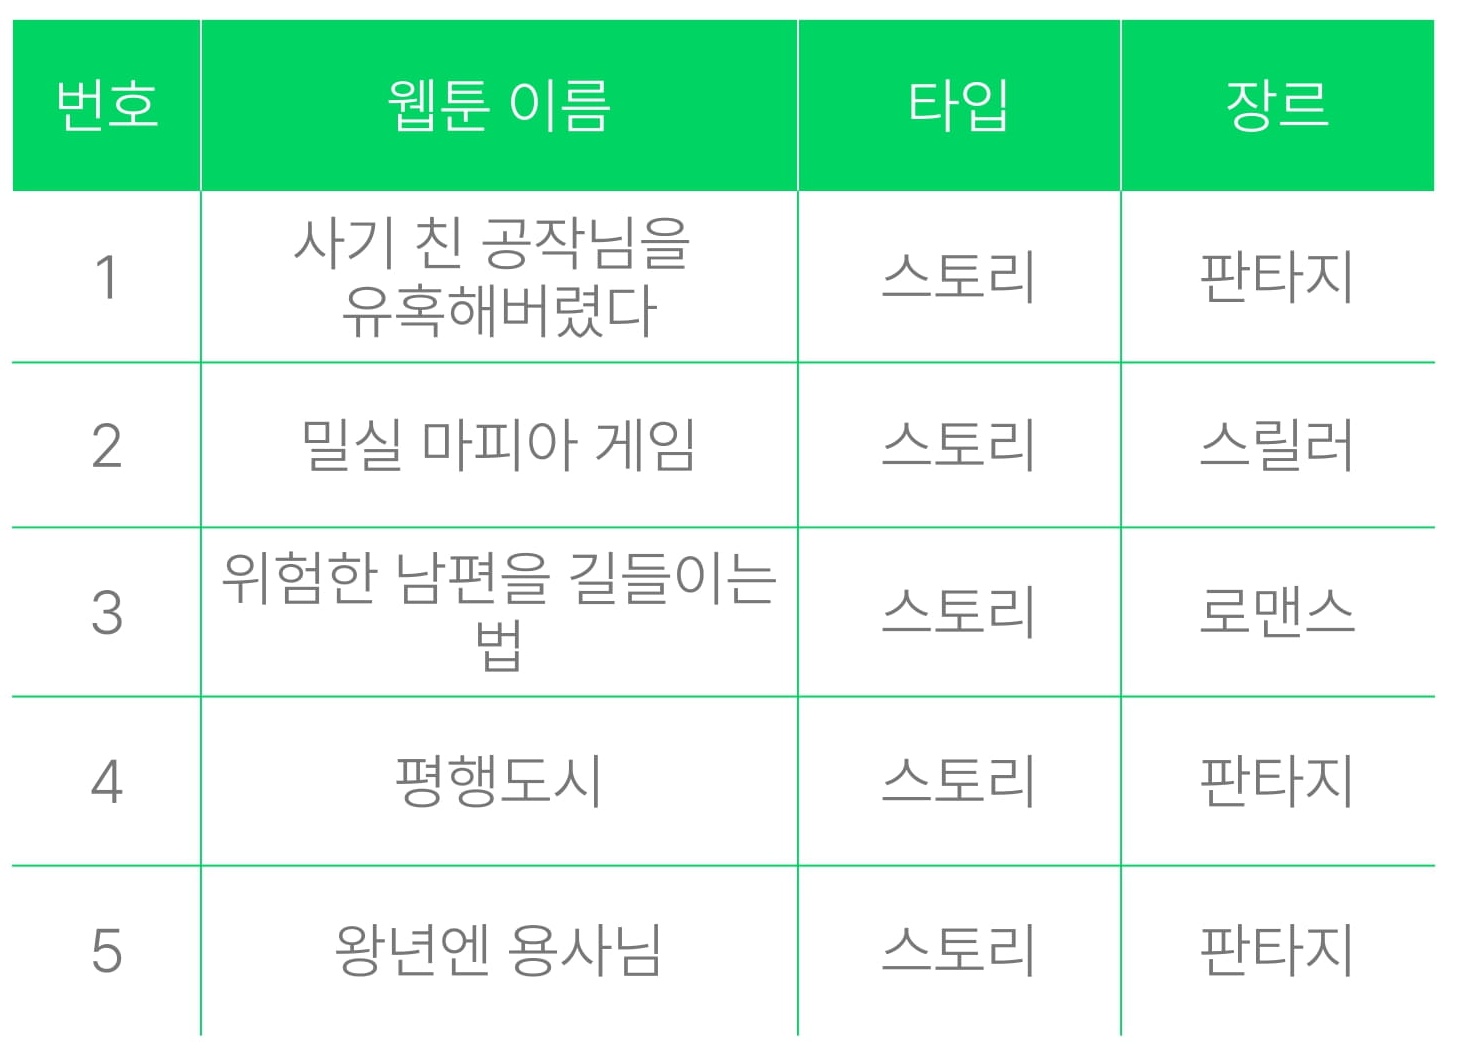 번호 웹툰 이름 타입 장르
1 사기 친 공작님을 스토리 판타지
유혹해버렸다
2 밀실 마피아 게임 스토리 스릴러
3 위험한 남편을 길들이는 스토리 로맨스
법
4 평행도시 스토리 판타지
5 왕년엔 용사님 스토리 판타지